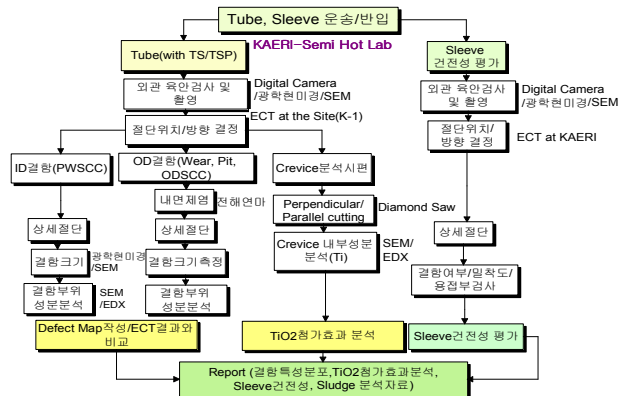 Tube, Sleeve 운송/반입
KAERI-Semi Hot Lab
Tube(with TS/TSP)
Sleeve
건전성 평가
외관 육안검사 및
촬영
Digital Camera
/광학현미경/SEM
외관 육안검사
및 촬영
Digital Camera
/광학현미경/SEM
ECT at the Site(K-1)
절단위치/방향 결정
절단위치/
방향 결정
ECT at KAERI
ID결함(PWSCC)
OD결함(Wear, Pit,
ODSCC)
Crevice분석시편
내면제염
전해연마
Perpendicular/
Parallel cutting
Diamond Saw
상세절단
상세절단
상세절단
결함크기
광학현미경
/SEM
결함크기측정
Crevice 내부성분
분석(Ti)
SEM/
EDX
결함여부/밀착도/
용접부검사
결함부위
성분분석
SEM
/EDX
결함부위
성분분석
Defect Map작성/ECT결과와
비교
TiO2첨가효과 분석
Sleeve건전성 평가
Report (결함특성분포,TiO2첨가효과분석,
Sleeve건전성, Sludge 분석자료)